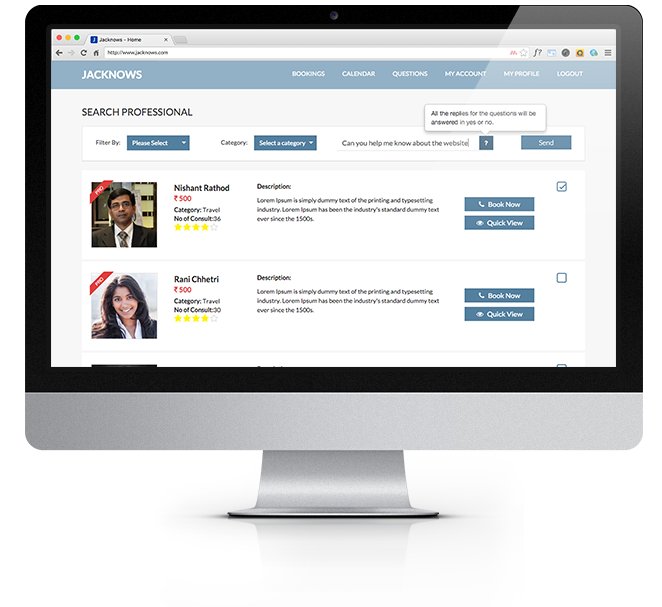 Jacknows - Home
http://www.jacknows.com
JACKNOWS
BOOKINGS CALENDAR QUESTIONS MY ACCOUNT MY PROFILE LOGOUT
SEARCH PROFESSIONAL
All the replies for the questions will be
answered in yes or no.
Filter By: Please Select Category: Select a category Can you help me know about the website ? Send
PRO
Nishant Rathod
₹ 500
Category: Travel
No of Consult:36
Description:
Lorem Ipsum is simply dummy text of the printing and typesetting
industry. Lorem Ipsum has been the industry's standard dummy text
ever since the 1500s.
Book Now
Quick View
PRO
Rani Chhetri
₹ 500
Category: Travel
No of Consult:30
Description:
Lorem Ipsum is simply dummy text of the printing and typesetting
industry. Lorem Ipsum has been the industry's standard dummy text
ever since the 1500s.
Book Now
Quick View